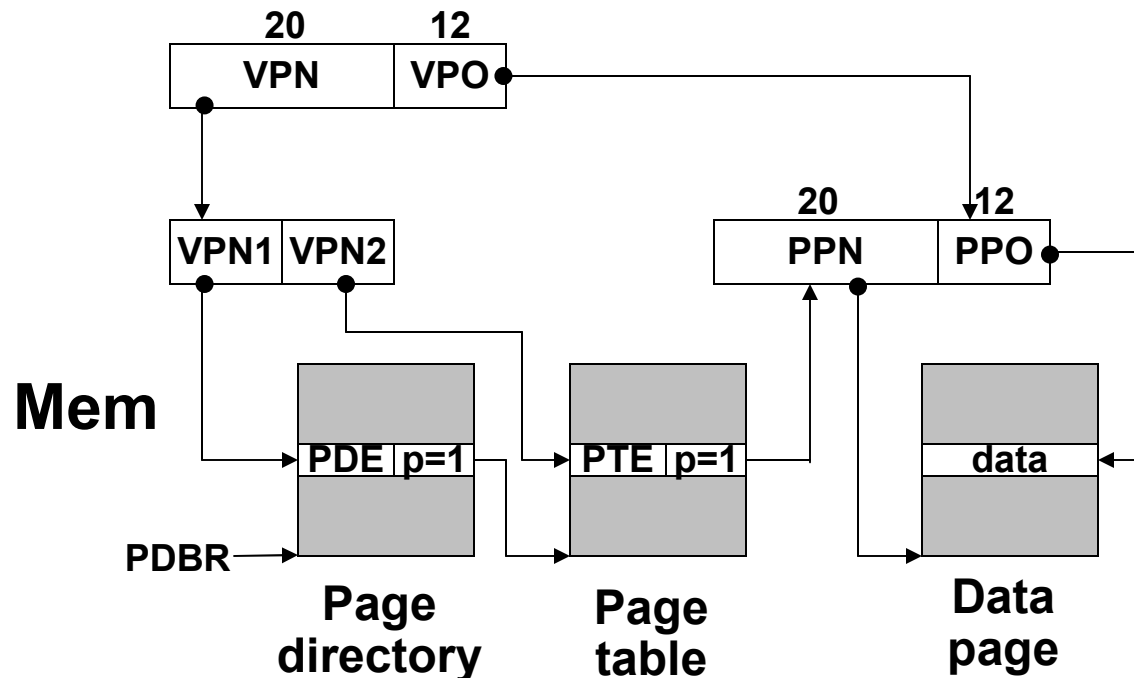 20 12
VPN VPO
20 12
VPN1 VPN2 PPN PPO
Mem
PDE p=1 PTE p=1 data
PDBR
Page directory
Page table
Data page